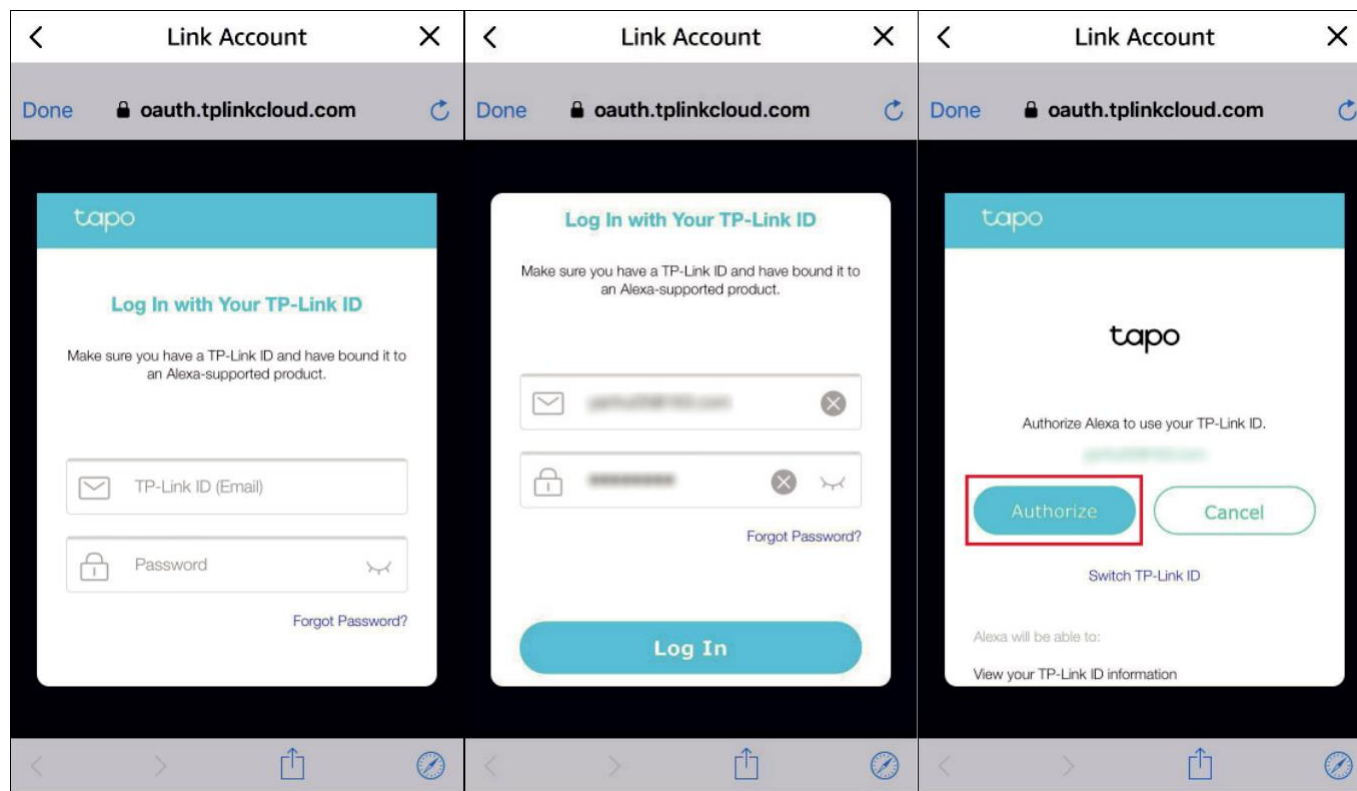 Link Account
Done oauth.tplinkcloud.com
tapo
Log In with Your TP-Link ID
Make sure you have a TP-Link ID and have bound it to
an Alexa-supported product.
TP-Link ID (Email)
Password
Forgot Password?
Link Account
Done oauth.tplinkcloud.com
Log In with Your TP-Link ID
Make sure you have a TP-Link ID and have bound it to
an Alexa-supported product.
Forgot Password?
Log In
Link Account
Done oauth.tplinkcloud.com
tapo
tapo
Authorize Alexa to use your TP-Link ID.
Authorize Cancel
Switch TP-Link ID
Alexa will be able to:
View your TP-Link ID information